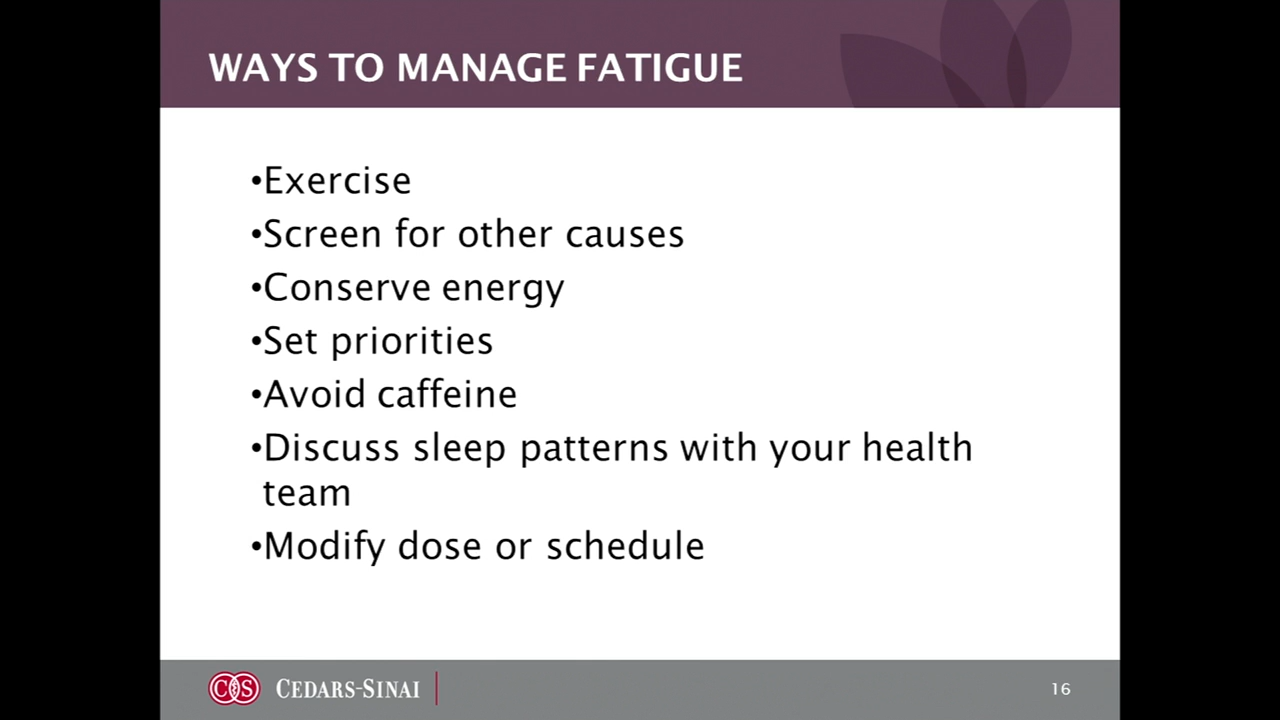 WAYS TO MANAGE FATIGUE
•Exercise
•Screen for other causes
•Conserve energy
•Set priorities
•Avoid caffeine
•Discuss sleep patterns with your health
team
•Modify dose or schedule
CS CEDARS-SINAI
16